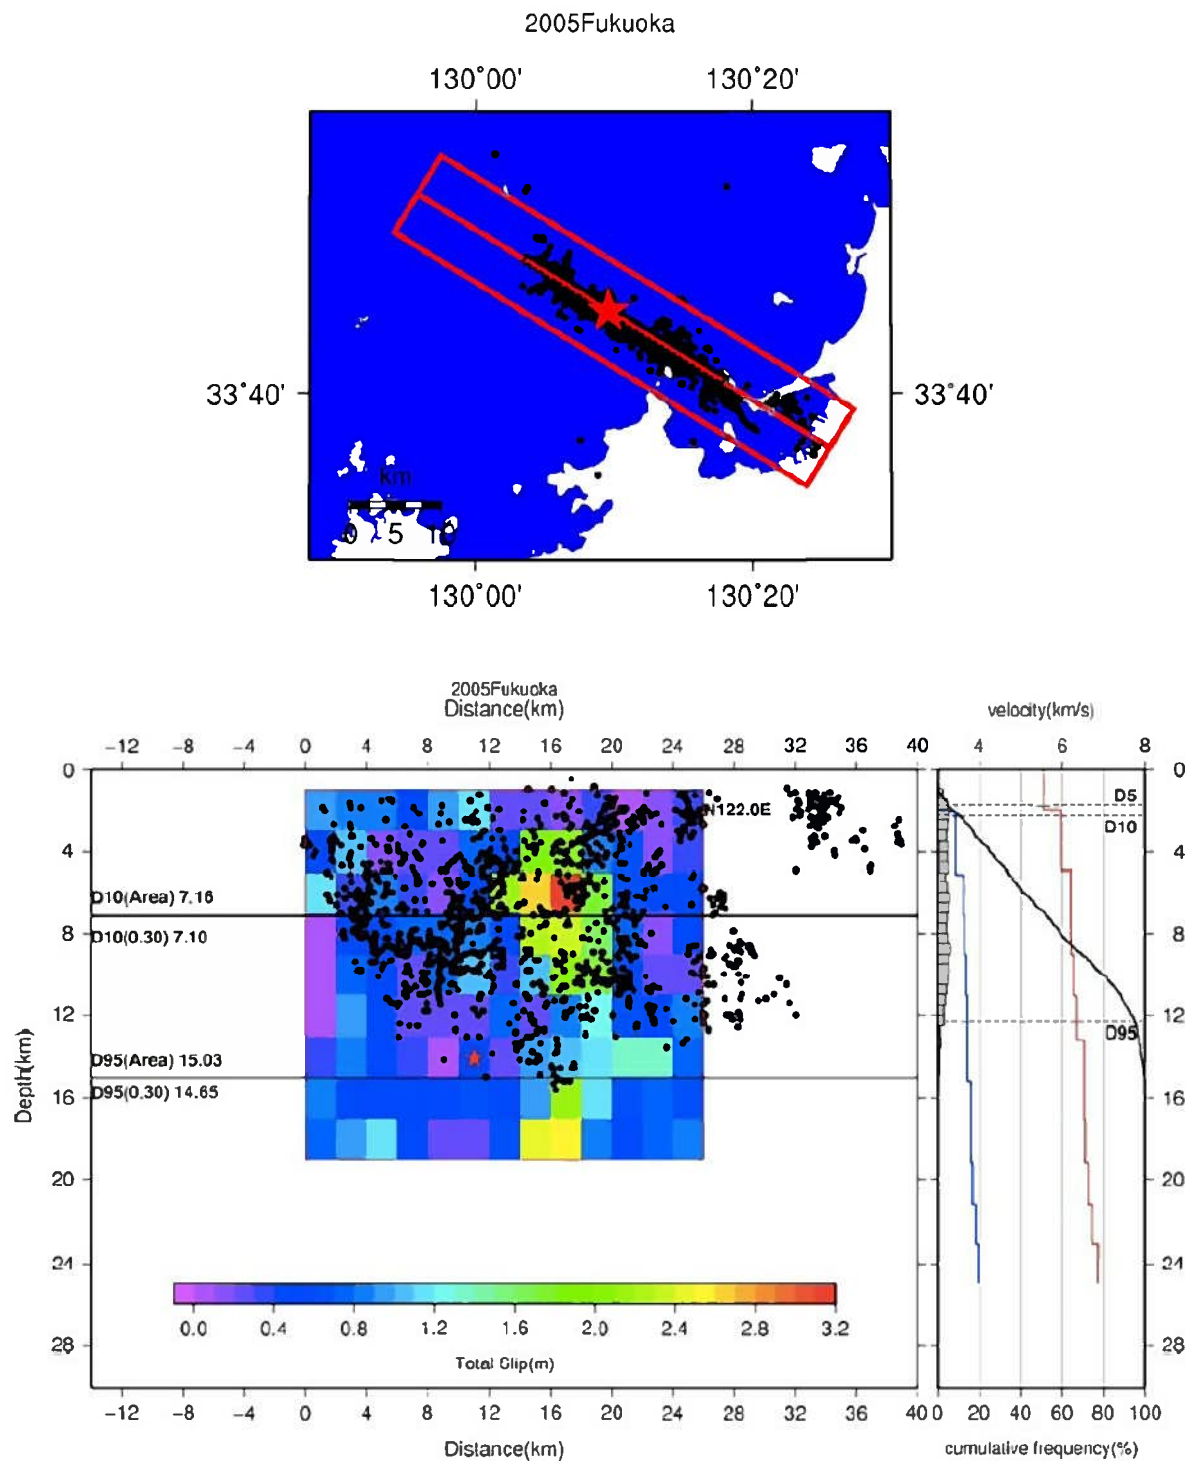 2005Fukuoka
130°00' 130°20'
33°40' 33°40'
km
0 5 10
130°00' 130°20'
2005Fukuoka
Distance(km) velocity(km/s)
-12 -8 -4 0 4 8 12 16 20 24 28 32 36 40 4 6 8
0 0
D5
N122.0E
D10
4 4
D10(Area) 7.16
8 8
D10(0.30) 7.10
12 12
D95
D95(Area) 15.03
D95(0.30) 14.65
16 16
Depth(km)
20 20
24 24
0.0 0.4 0.8 1.2 1.6 2.0 2.4 2.8 3.2
28 28
Total Slip(m)
-12 -8 -4 0 4 8 12 16 20 24 28 32 36 40 0 20 40 60 80 100
Distance(km) cumulative frequency(%)